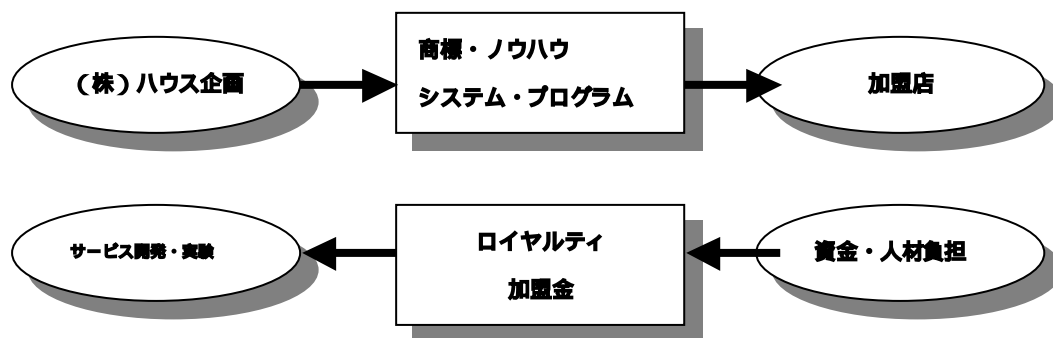 (株)ハウス企画
商標・ノウハウ
システム・プログラム
加盟店
サービス開発・実験
ロイヤルティ
加盟金
資金・人材負担